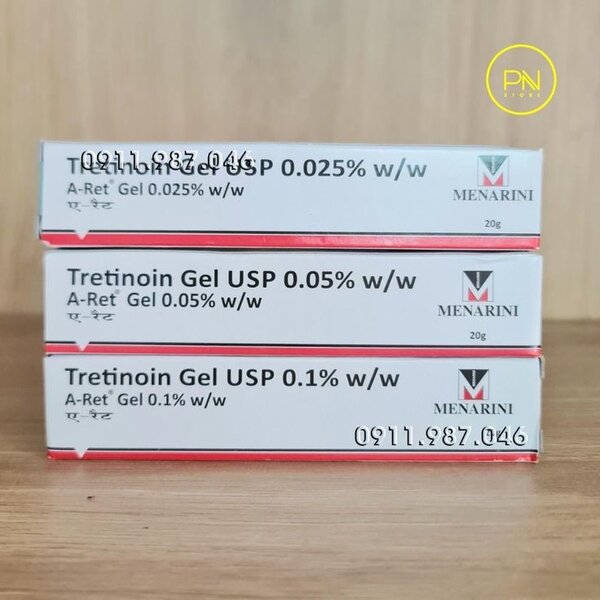 PN
STORE
Tretinoin Gel USP 0.025% w/w
0911.987.046
A-Ret® Gel 0.025% w/w
ए-रैट
MENARINI
20g
Tretinoin Gel USP 0.05% w/w
A-Ret® Gel 0.05% w/w
ए-रैट
MENARINI
20g
Tretinoin Gel USP 0.1% w/w
A-Ret® Gel 0.1% w/w
ए-रैट
MENARINI
0911.987.046